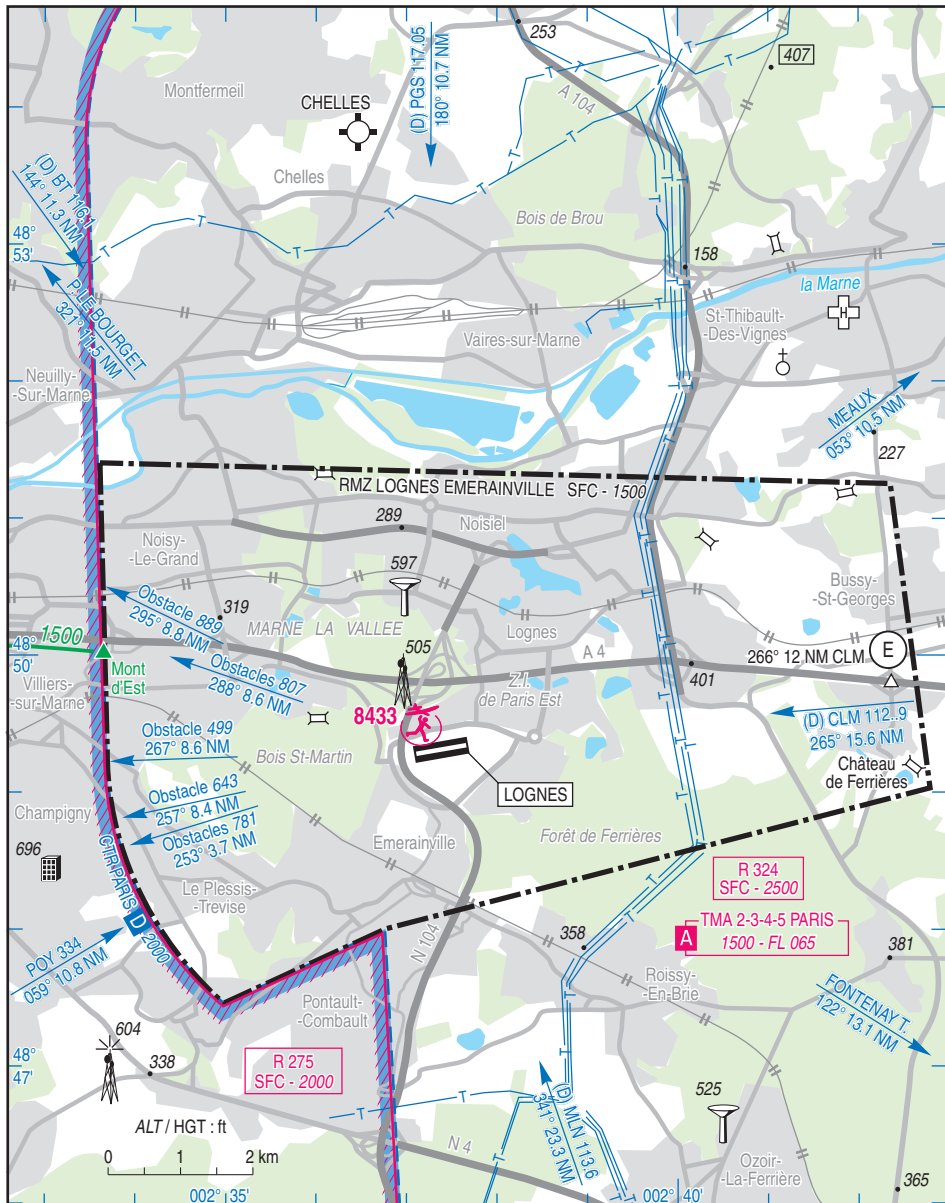 253
407
Montfermeil
CHELLES
(D) PGS 117.05
180° 10.7 NM
A 104
Chelles
(D) BT 116.1
144° 11.3 NM
Bois de Brou
48°
53'
158
la Marne
P. LE BOURGET
321° 11.5 NM
St-Thibault-
-Des-Vignes
Vaires-sur-Marne
Neuilly-
-Sur-Marne
MEAUX
053° 10.5 NM
227
RMZ LOGNES EMERAINVILLE SFC - 1500
289
Noisiel
Noisy-
-Le-Grand
597
Bussy-
-St-Georges
Obstacle 889
295° 8.8 NM
319
MARNE LA VALLEE
Lognes
1500
48°
50'
505
A 4
E
266° 12 NM CLM
Mont
d'Est
Obstacles 807
288° 8.6 NM
401
Villiers-
-sur-Marne
Z.I.
de Paris Est
8433
(D) CLM 112..9
265° 15.6 NM
Obstacle 499
267° 8.6 NM
Bois St-Martin
Château
de Ferrières
LOGNES
Obstacle 643
257° 8.4 NM
Champigny
Obstacles 781
253° 3.7 NM
Emerainville
Forêt de Ferrières
696
CTR PARIS
D
2000
Le Plessis-
-Trevise
R 324
SFC - 2500
A
TMA 2-3-4-5 PARIS
1500 - FL 065
POY 334
059° 10.8 NM
N 104
358
381
Roissy-
-En-Brie
FONTENAY T.
122° 13.1 NM
Pontault-
-Combault
604
48°
47'
338
R 275
SFC - 2000
(D) MLN 113.6
341° 23.3 NM
525
ALT / HGT : ft
0 1 2 km
N 4
Ozoir-
-La-Ferrière
365
002° 35'
002° 40'